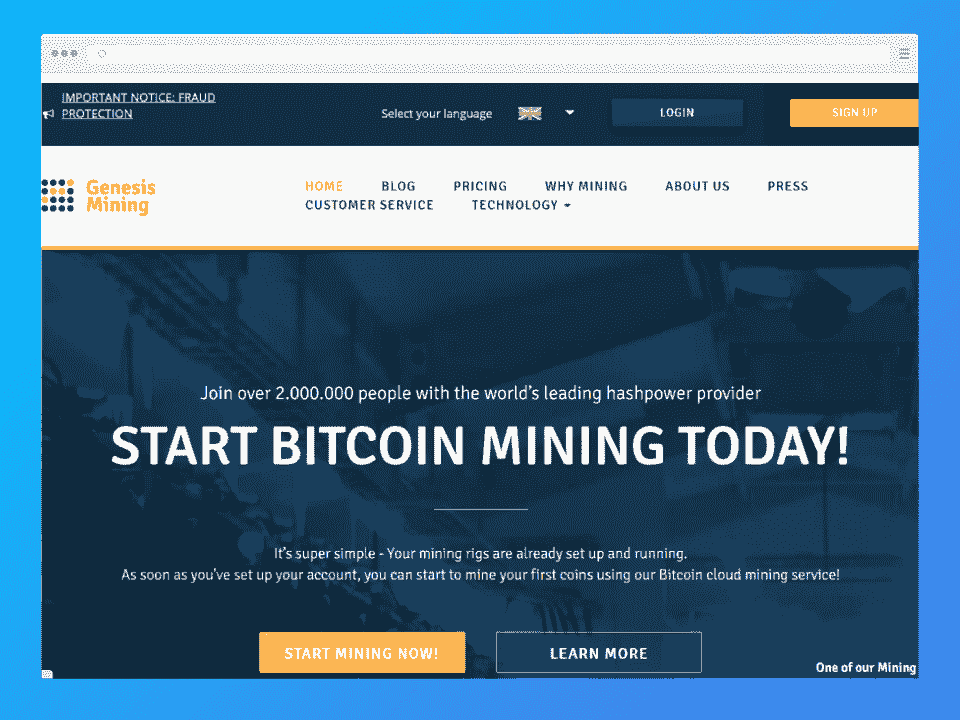 IMPORTANT NOTICE: FRAUD
PROTECTION
Select your language
LOGIN
SIGN UP
Genesis
Mining
HOME BLOG PRICING WHY MINING ABOUT US PRESS
CUSTOMER SERVICE TECHNOLOGY
Join over 2.000.000 people with the world's leading hashpower provider
START BITCOIN MINING TODAY!
It's super simple - Your mining rigs are already set up and running.
As soon as you've set up your account, you can start to mine your first coins using our Bitcoin cloud mining service!
START MINING NOW!
LEARN MORE
One of our Mining